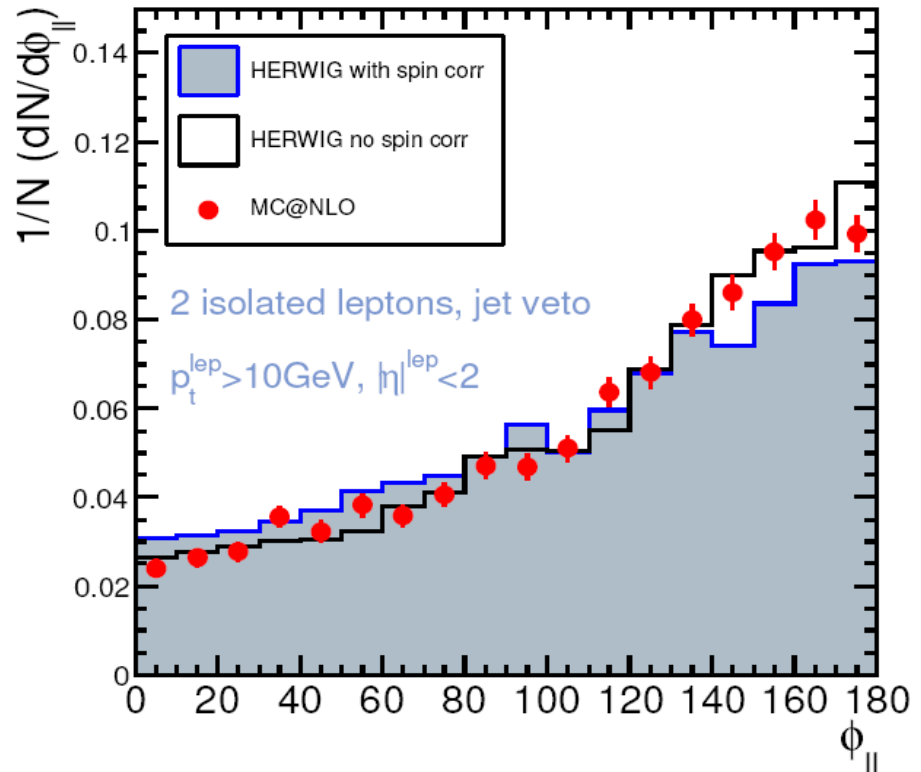 1/N (dN/dϕ||)
0.14
0.12
0.1
0.08
0.06
0.04
0.02
0
HERWIG with spin corr
HERWIG no spin corr
MC@NLO
2 isolated leptons, jet veto
p_t^lep>10GeV, |η|^lep<2
0 20 40 60 80 100 120 140 160 180
ϕ||